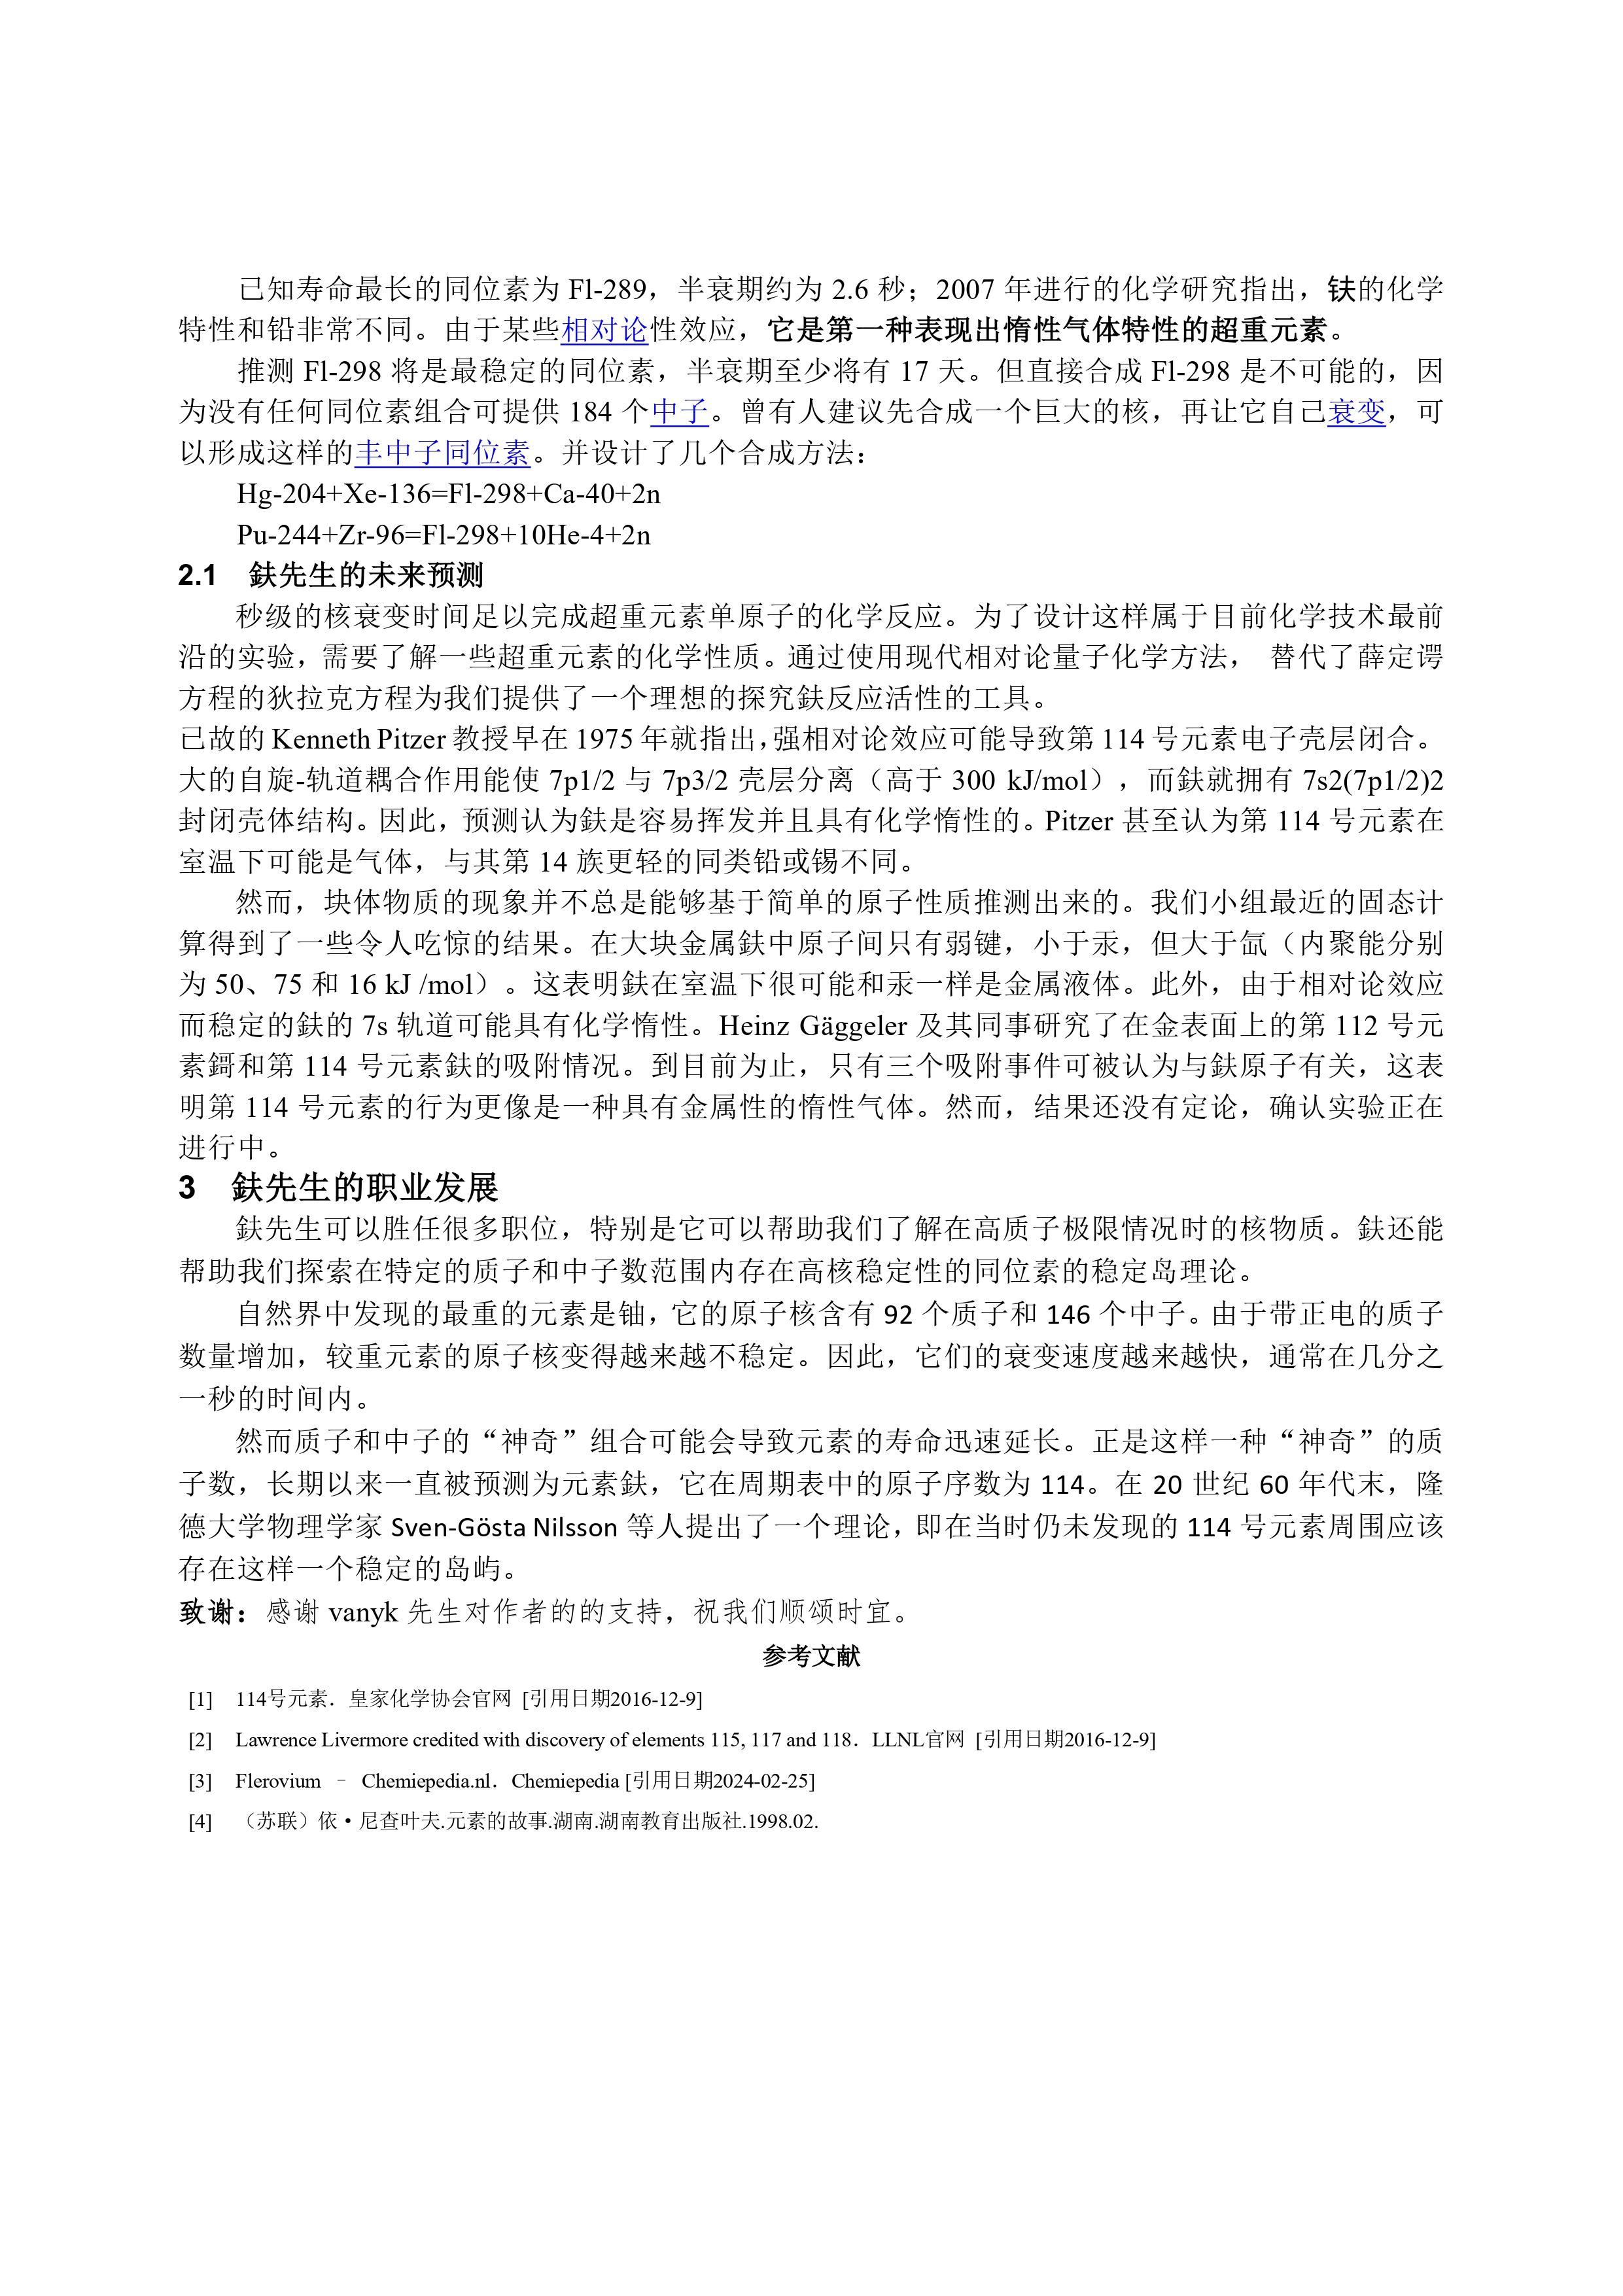 已知寿命最长的同位素为 Fl-289，半衰期约为 2.6 秒；2007 年进行的化学研究指出，𫓧的化学
特性和铅非常不同。由于某些相对论性效应，它是第一种表现出惰性气体特性的超重元素。
推测 Fl-298 将是最稳定的同位素，半衰期至少将有 17 天。但直接合成 Fl-298 是不可能的，因
为没有任何同位素组合可提供 184 个中子。曾有人建议先合成一个巨大的核，再让它自己衰变，可
以形成这样的丰中子同位素。并设计了几个合成方法：
Hg-204+Xe-136=Fl-298+Ca-40+2n
Pu-244+Zr-96=Fl-298+10He-4+2n
2.1 鈇先生的未来预测
秒级的核衰变时间足以完成超重元素单原子的化学反应。为了设计这样属于目前化学技术最前
沿的实验，需要了解一些超重元素的化学性质。通过使用现代相对论量子化学方法， 替代了薛定谔
方程的狄拉克方程为我们提供了一个理想的探究鈇反应活性的工具。
已故的 Kenneth Pitzer 教授早在 1975 年就指出，强相对论效应可能导致第 114 号元素电子壳层闭合。
大的自旋-轨道耦合作用能使 7p1/2 与 7p3/2 壳层分离（高于 300 kJ/mol），而鈇就拥有 7s2(7p1/2)2
封闭壳体结构。因此，预测认为鈇是容易挥发并且具有化学惰性的。Pitzer 甚至认为第 114 号元素在
室温下可能是气体，与其第 14 族更轻的同类铅或锡不同。
然而，块体物质的现象并不总是能够基于简单的原子性质推测出来的。我们小组最近的固态计
算得到了一些令人吃惊的结果。在大块金属鈇中原子间只有弱键，小于汞，但大于氙（内聚能分别
为 50、75 和 16 kJ /mol）。这表明鈇在室温下很可能和汞一样是金属液体。此外，由于相对论效应
而稳定的鈇的 7s 轨道可能具有化学惰性。Heinz Gäggeler 及其同事研究了在金表面上的第 112 号元
素鎶和第 114 号元素鈇的吸附情况。到目前为止，只有三个吸附事件可被认为与鈇原子有关，这表
明第 114 号元素的行为更像是一种具有金属性的惰性气体。然而，结果还没有定论，确认实验正在
进行中。
3 鈇先生的职业发展
鈇先生可以胜任很多职位，特别是它可以帮助我们了解在高质子极限情况时的核物质。鈇还能
帮助我们探索在特定的质子和中子数范围内存在高核稳定性的同位素的稳定岛理论。
自然界中发现的最重的元素是铀，它的原子核含有 92 个质子和 146 个中子。由于带正电的质子
数量增加，较重元素的原子核变得越来越不稳定。因此，它们的衰变速度越来越快，通常在几分之
一秒的时间内。
然而质子和中子的“神奇”组合可能会导致元素的寿命迅速延长。正是这样一种“神奇”的质
子数，长期以来一直被预测为元素鈇，它在周期表中的原子序数为 114。在 20 世纪 60 年代末，隆
德大学物理学家 Sven-Gösta Nilsson 等人提出了一个理论，即在当时仍未发现的 114 号元素周围应该
存在这样一个稳定的岛屿。
致谢：感谢 vanyk 先生对作者的的支持，祝我们顺颂时宜。
参考文献
[1] 114号元素．皇家化学协会官网 [引用日期2016-12-9]
[2] Lawrence Livermore credited with discovery of elements 115, 117 and 118．LLNL官网 [引用日期2016-12-9]
[3] Flerovium – Chemiepedia.nl．Chemiepedia [引用日期2024-02-25]
[4] （苏联）依·尼查叶夫.元素的故事.湖南.湖南教育出版社.1998.02.